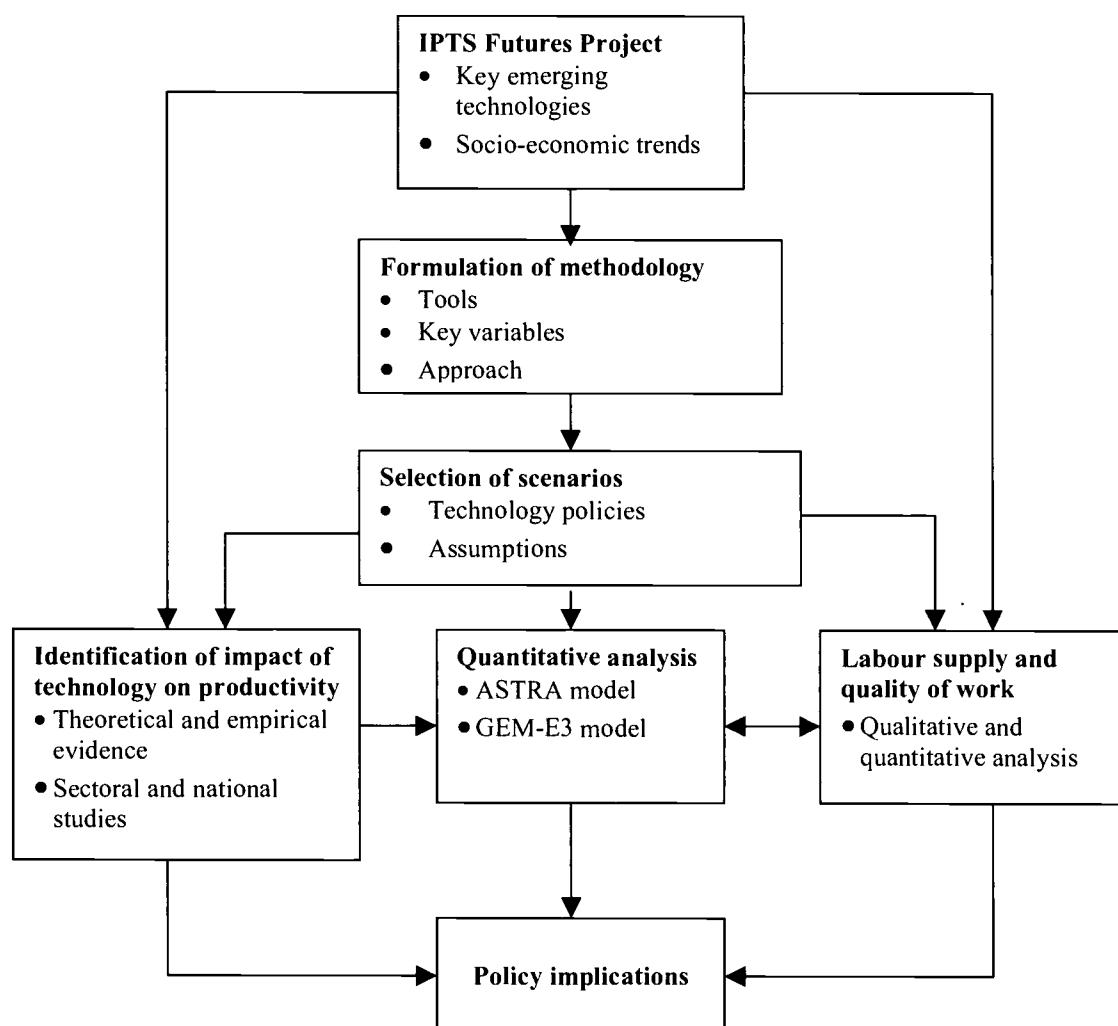 IPTS Futures Project
• Key emerging
technologies
• Socio-economic trends
Formulation of methodology
• Tools
• Key variables
• Approach
Selection of scenarios
• Technology policies
• Assumptions
Identification of impact of
technology on productivity
• Theoretical and empirical
evidence
• Sectoral and national
studies
Quantitative analysis
• ASTRA model
• GEM-E3 model
Labour supply and
quality of work
• Qualitative and
quantitative analysis
Policy implications